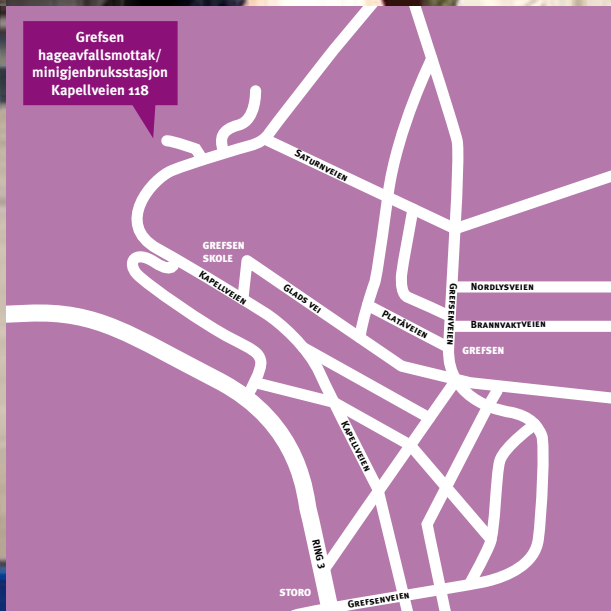 Grefsen
hageavfallsmottak/
minigjenbruksstasjon
Kapellveien 118
Saturnveien
GREFSEN
SKOLE
Kapellveien
Glads vei
Platåveien
Grefsenveien
Nordlysveien
Brannvaktveien
GREFSEN
Kapellveien
RING 3
STORO
Grefsenveien